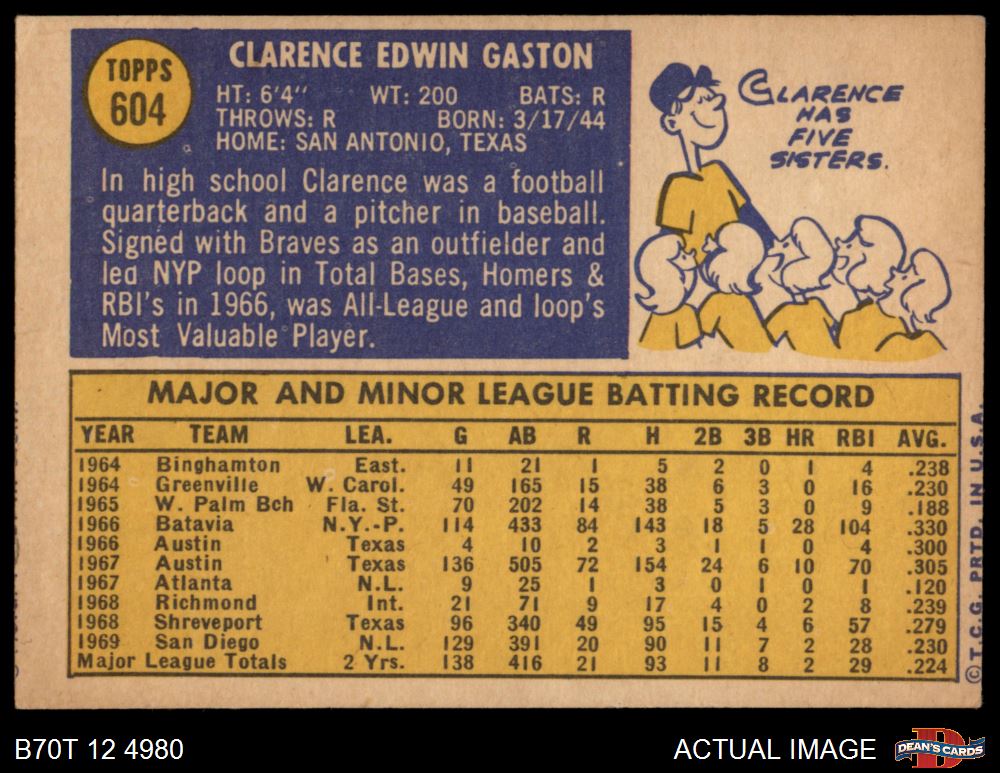 TOPPS
604
CLARENCE EDWIN GASTON
HT: 6'4" WT: 200 BATS: R
THROWS: R BORN: 3/17/44
HOME: SAN ANTONIO, TEXAS
In high school Clarence was a football
quarterback and a pitcher in baseball.
Signed with Braves as an outfielder and
led NYP loop in Total Bases, Homers &
RBI's in 1966, was All-League and loop's
Most Valuable Player.
CLARENCE
HAS
FIVE
SISTERS.
MAJOR AND MINOR LEAGUE BATTING RECORD
YEAR TEAM LEA. G AB R H 2B 3B HR RBI AVG.
1964 Binghamton East. 11 21 1 5 2 0 1 4 .238
1964 Greenville W. Carol. 49 165 15 38 6 3 0 16 .230
1965 W. Palm Bch Fla. St. 70 202 14 38 5 3 0 9 .188
1966 Batavia N.Y.-P. 114 433 84 143 18 5 28 104 .330
1966 Austin Texas 4 10 2 3 1 1 0 4 .300
1967 Austin Texas 136 505 72 154 24 6 10 70 .305
1967 Atlanta N.L. 9 25 1 3 0 1 0 1 .120
1968 Richmond Int. 21 71 9 17 4 0 2 8 .239
1968 Shreveport Texas 96 340 49 95 15 4 6 57 .279
1969 San Diego N.L. 129 391 20 90 11 7 2 28 .230
Major League Totals 2 Yrs. 138 416 21 93 11 8 2 29 .224
© T.C.G. PRTD. IN U.S.A.
B70T 12 4980
ACTUAL IMAGE
DEAN'S CARDS